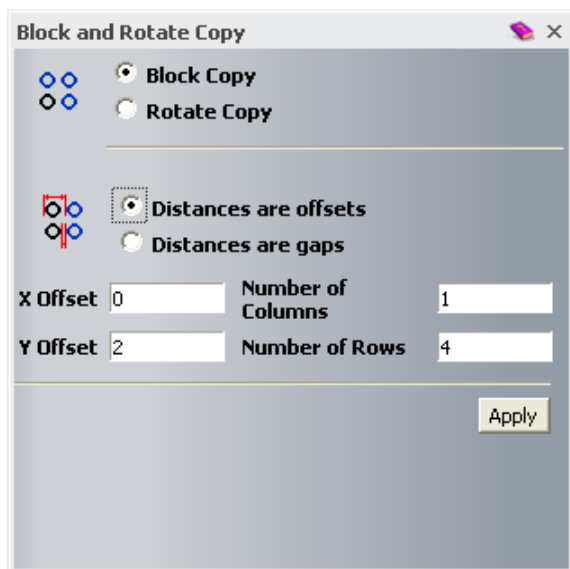 Block and Rotate Copy
Block Copy
Rotate Copy
Distances are offsets
Distances are gaps
X Offset 0 Number of Columns 1
Y Offset 2 Number of Rows 4
Apply